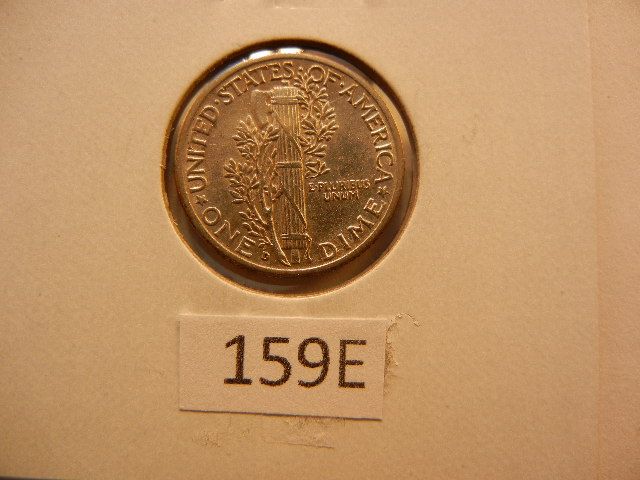 UNITED·STATES·OF·AMERICA
E·PLURIBUS
UNUM
ONE DIME
D
159E